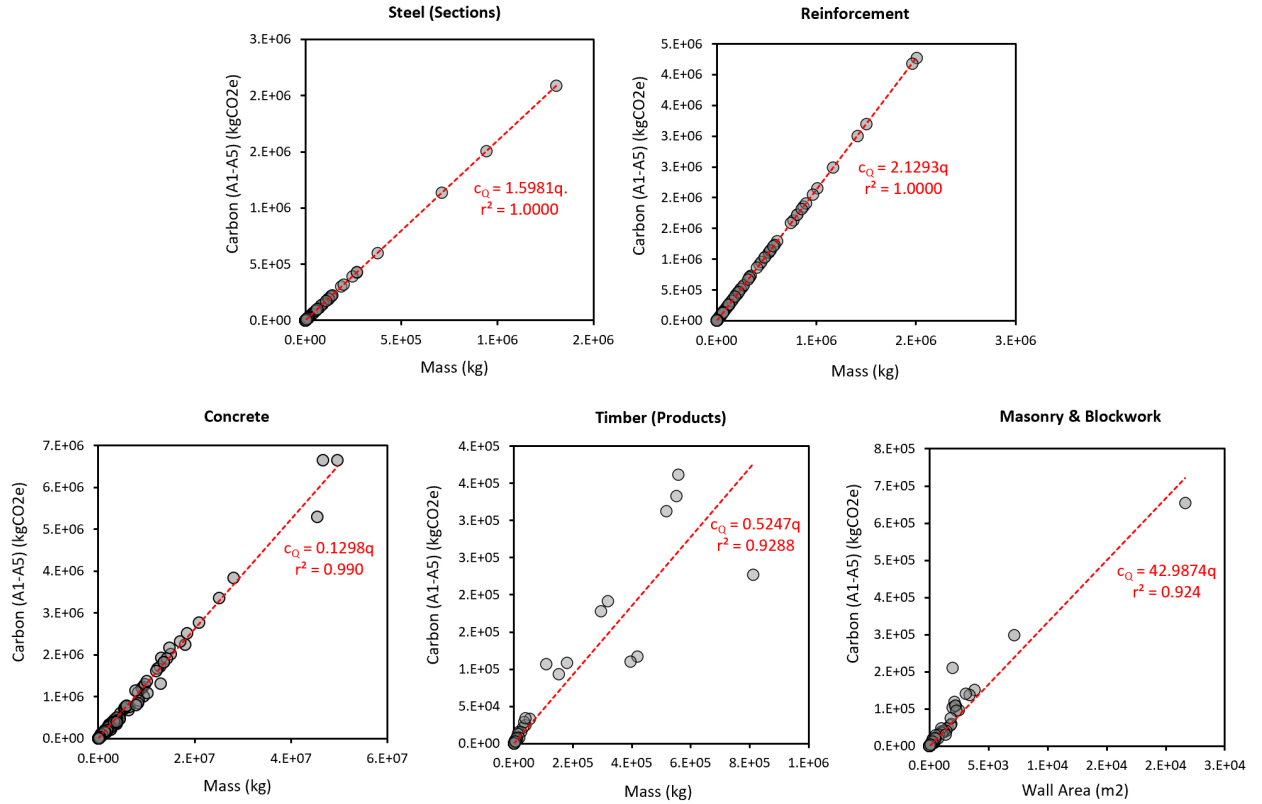 Steel (Sections)
3.E+06
2.E+06
2.E+06
1.E+06
5.E+05
0.E+00
0.E+00
5.E+05
1.E+06
2.E+06
Carbon (A1-A5) (kgCO2e)
Mass (kg)
cQ = 1.5981q.
r² = 1.0000
Reinforcement
5.E+06
4.E+06
4.E+06
3.E+06
3.E+06
2.E+06
2.E+06
1.E+06
5.E+05
0.E+00
0.E+00
1.E+06
2.E+06
3.E+06
Carbon (A1-A5) (kgCO2e)
Mass (kg)
cQ = 2.1293q
r² = 1.0000
Concrete
7.E+06
6.E+06
5.E+06
4.E+06
3.E+06
2.E+06
1.E+06
0.E+00
0.E+00
2.E+07
4.E+07
6.E+07
Carbon (A1-A5) (kgCO2e)
Mass (kg)
cQ = 0.1298q
r² = 0.990
Timber (Products)
4.E+05
4.E+05
3.E+05
3.E+05
2.E+05
2.E+05
1.E+05
5.E+04
0.E+00
0.E+00
2.E+05
4.E+05
6.E+05
8.E+05
1.E+06
Carbon (A1-A5) (kgCO2e)
Mass (kg)
cQ = 0.5247q
r² = 0.9288
Masonry & Blockwork
8.E+05
7.E+05
6.E+05
5.E+05
4.E+05
3.E+05
2.E+05
1.E+05
0.E+00
0.E+00
5.E+03
1.E+04
2.E+04
2.E+04
3.E+04
Carbon (A1-A5) (kgCO2e)
Wall Area (m2)
cQ = 42.9874q
r² = 0.924